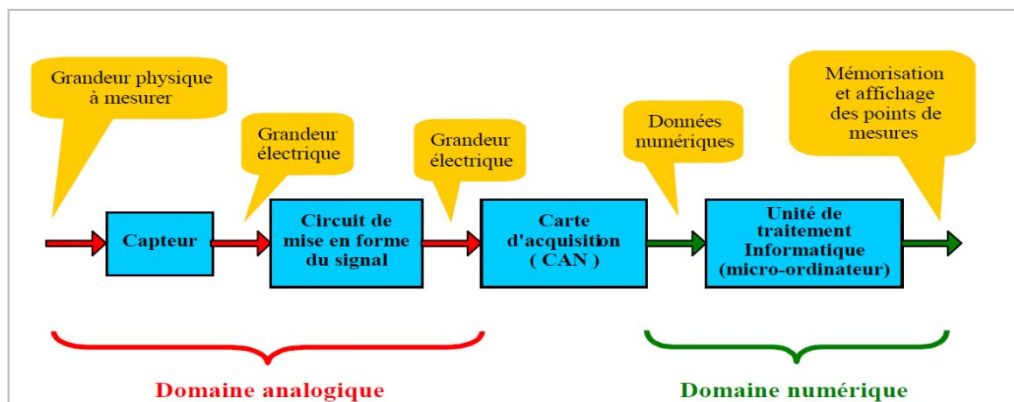 Grandeur physique
à mesurer
Grandeur
électrique
Grandeur
électrique
Données
numériques
Mémorisation
et affichage
des points de
mesures
Capteur
Circuit de
mise en forme
du signal
Carte
d'acquisition
( CAN )
Unité de
traitement
Informatique
(micro-ordinateur)
Domaine analogique
Domaine numérique